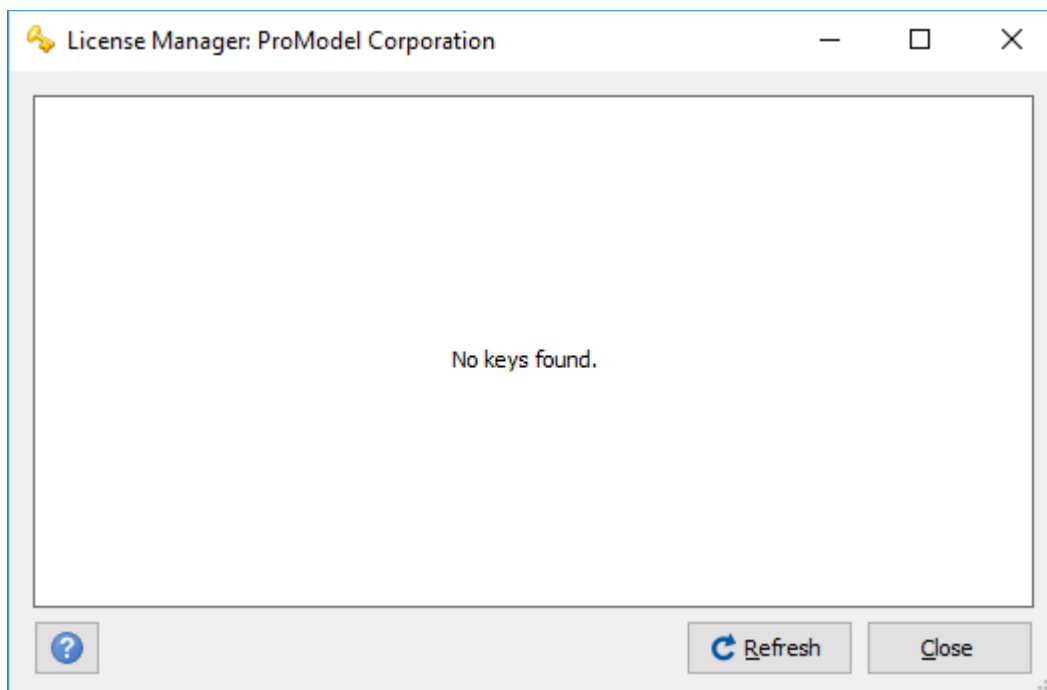 License Manager: ProModel Corporation
No keys found.
?
Refresh
Close